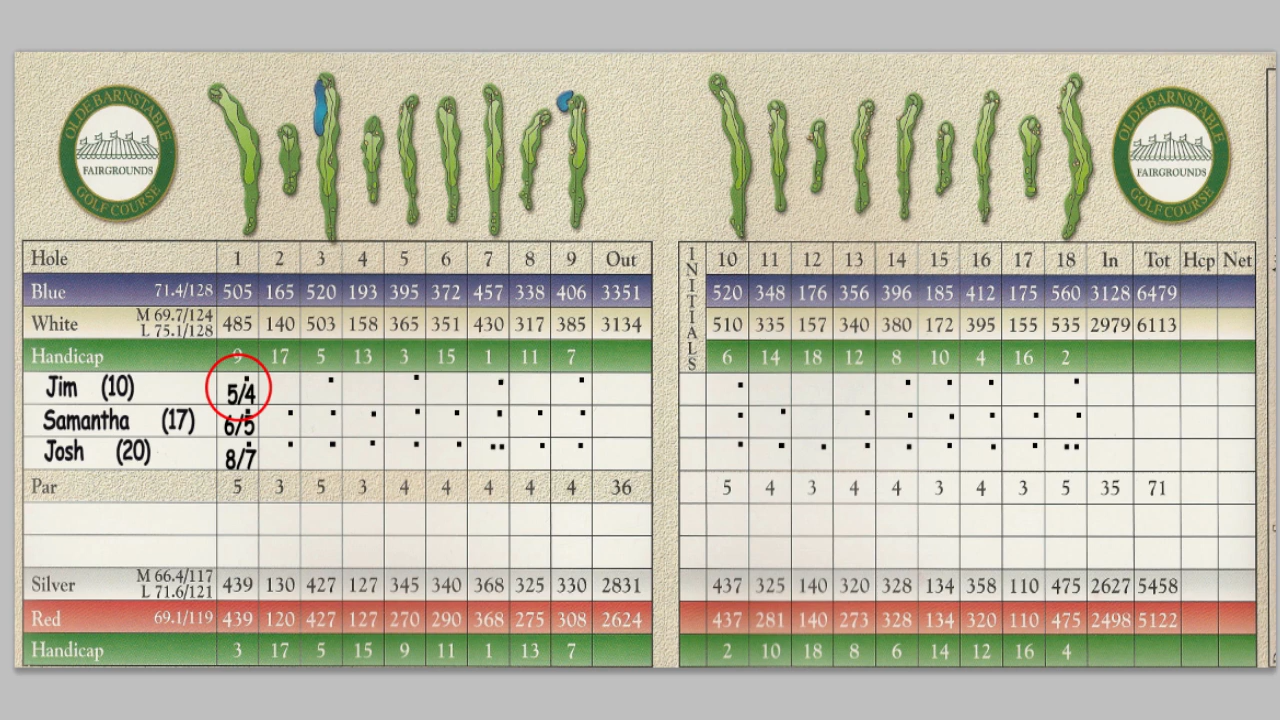 OLDE BARNSTABLE
FAIRGROUNDS
GOLF COURSE
OLDE BARNSTABLE
FAIRGROUNDS
GOLF COURSE
Hole 1 2 3 4 5 6 7 8 9 Out INITIALS 10 11 12 13 14 15 16 17 18 In Tot Hcp Net
Blue 71.4/128 505 165 520 193 395 372 457 338 406 3351 520 348 176 356 396 185 412 175 560 3128 6479
White M 69.7/124 L 75.1/128 485 140 503 158 365 351 430 317 385 3134 510 335 157 340 380 172 395 155 535 2979 6113
Handicap 9 17 5 13 3 15 1 11 7 6 14 18 12 8 10 4 16 2
Jim (10) 5/4
Samantha (17) 6/5
Josh (20) 8/7
Par 5 3 5 3 4 4 4 4 4 36 5 4 3 4 4 3 4 3 5 35 71
Silver M 66.4/117 L 71.6/121 439 130 427 127 345 340 368 325 330 2831 437 325 140 320 328 134 358 110 475 2627 5458
Red 69.1/119 439 120 427 127 270 290 368 275 308 2624 437 281 140 273 328 134 320 110 475 2498 5122
Handicap 3 17 5 15 9 11 1 13 7 2 10 18 8 6 14 12 16 4